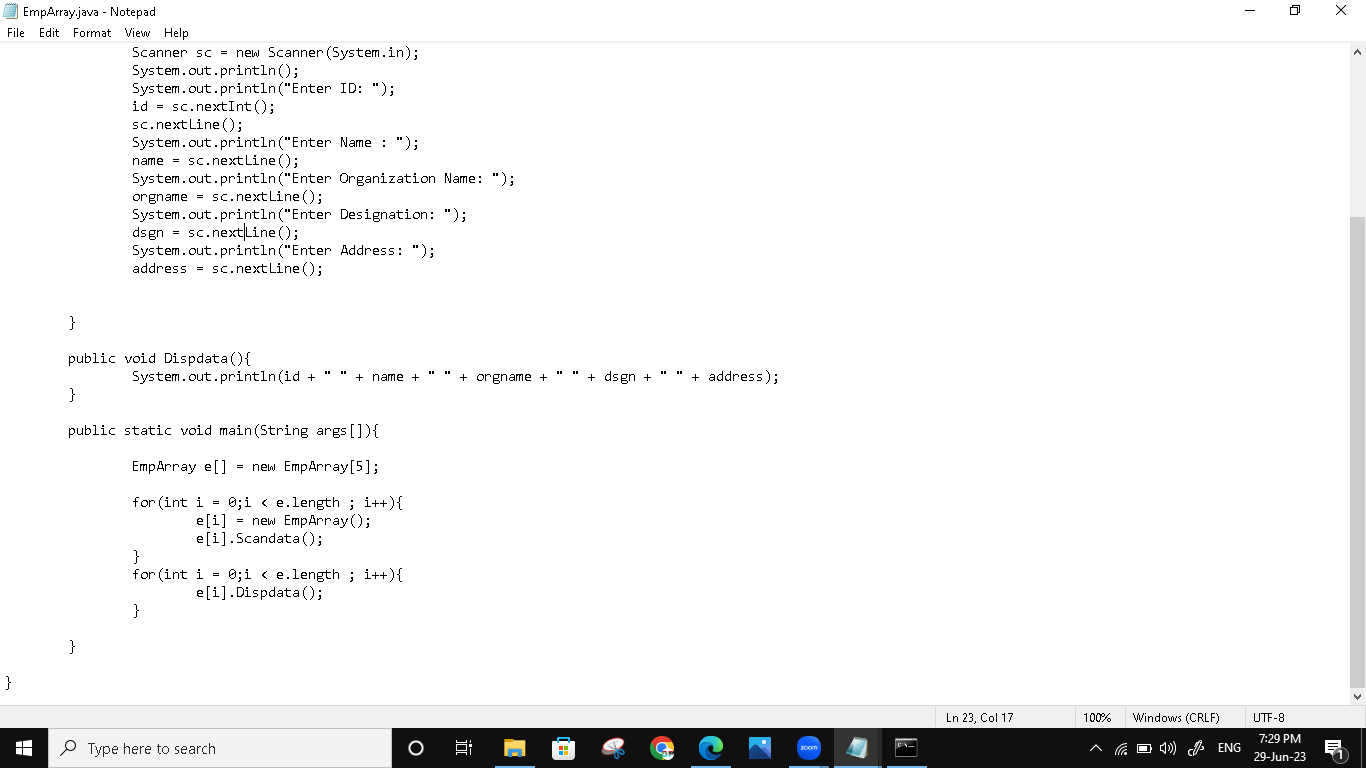 EmpArray.java - Notepad
File Edit Format View Help
Scanner sc = new Scanner(System.in);
System.out.println();
System.out.println("Enter ID: ");
id = sc.nextInt();
sc.nextLine();
System.out.println("Enter Name : ");
name = sc.nextLine();
System.out.println("Enter Organization Name: ");
orgname = sc.nextLine();
System.out.println("Enter Designation: ");
dsgn = sc.nextLine();
System.out.println("Enter Address: ");
address = sc.nextLine();
}
public void Dispdata(){
System.out.println(id + " " + name + " " + orgname + " " + dsgn + " " + address);
}
public static void main(String args[]){
EmpArray e[] = new EmpArray[5];
for(int i = 0;i < e.length ; i++){
e[i] = new EmpArray();
e[i].Scandata();
}
for(int i = 0;i < e.length ; i++){
e[i].Dispdata();
}
}
}
Ln 23, Col 17 100% Windows (CRLF) UTF-8
Type here to search
zoom
ENG
7:29 PM
29-Jun-23
1